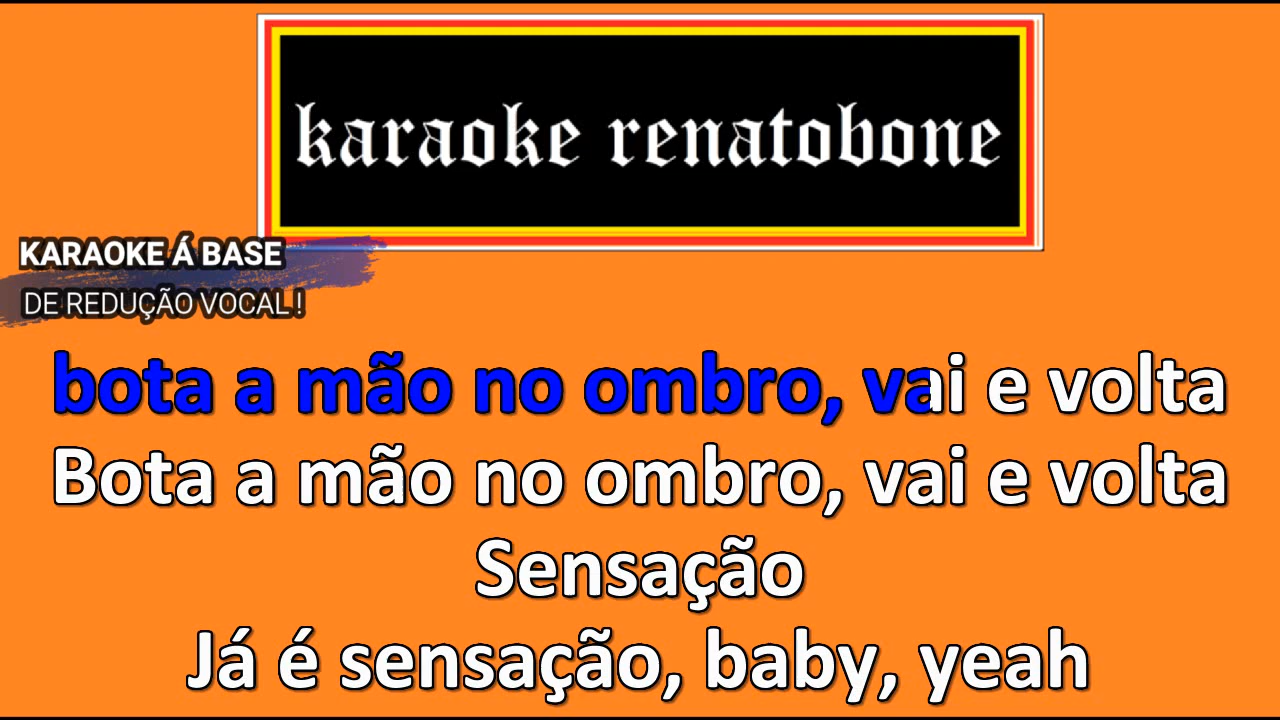 karaoke renatobone
KARAOKE Á BASE
DE REDUÇÃO VOCAL !
bota a mão no ombro, vai e volta
Bota a mão no ombro, vai e volta
Sensação
Já é sensação, baby, yeah